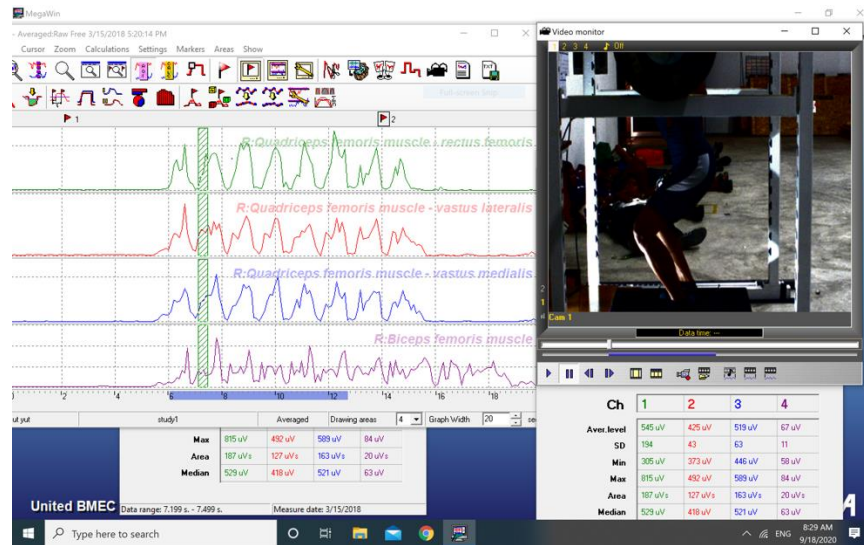 MegaWin
- Averaged:Raw Free 3/15/2018 5:20:14 PM
Cursor Zoom Calculations Settings Markers Areas Show
1 2
R:Quadriceps femoris muscle - rectus femoris
R:Quadriceps femoris muscle - vastus lateralis
R:Quadriceps femoris muscle - vastus medialis
R:Biceps femoris muscle
0 2 4 6 8 10 12 14 16 18
ut yut study1 Averaged Drawing areas 4 Graph Width 20 se
Max 815 uV 492 uV 589 uV 84 uV
Area 187 uVs 127 uVs 163 uVs 20 uVs
Median 529 uV 418 uV 521 uV 63 uV
United BMEC
Data range: 7.199 s. - 7.499 s. Measure date: 3/15/2018
Video monitor
1 2 3 4 Off
2
1
Cam 1
Data time: ---
Ch 1 2 3 4
Aver.level 545 uV 425 uV 519 uV 67 uV
SD 194 43 63 11
Min 305 uV 373 uV 446 uV 58 uV
Max 815 uV 492 uV 589 uV 84 uV
Area 187 uVs 127 uVs 163 uVs 20 uVs
Median 529 uV 418 uV 521 uV 63 uV
A
Type here to search
ENG
8:29 AM
9/18/2020